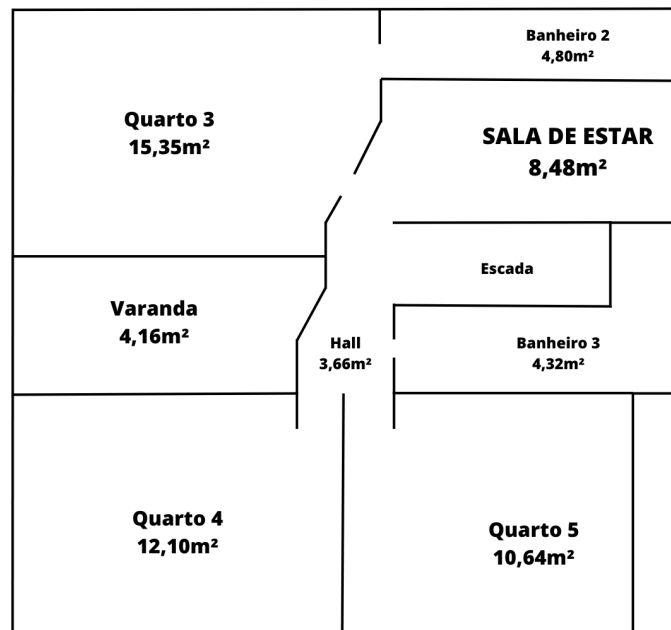 Banheiro 2
4,80m²
Quarto 3
15,35m²
SALA DE ESTAR
8,48m²
Escada
Varanda
4,16m²
Hall
3,66m²
Banheiro 3
4,32m²
Quarto 4
12,10m²
Quarto 5
10,64m²